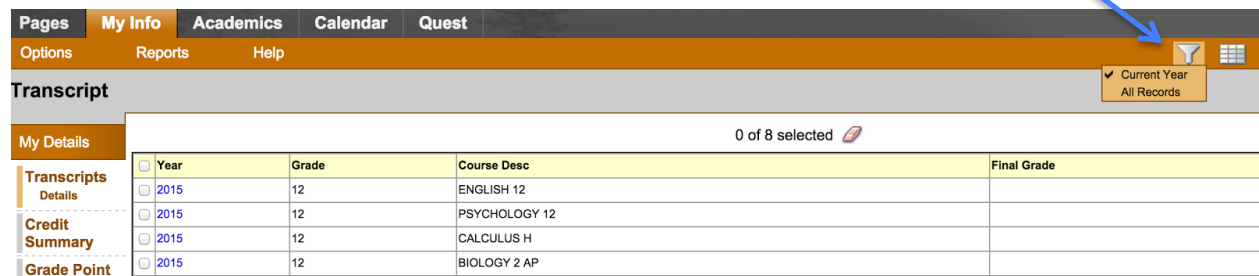 Pages My Info Academics Calendar Quest
Options Reports Help
Current Year
All Records
Transcript
0 of 8 selected
My Details
Transcripts
Details
Credit
Summary
Grade Point
Year Grade Course Desc Final Grade
2015 12 ENGLISH 12
2015 12 PSYCHOLOGY 12
2015 12 CALCULUS H
2015 12 BIOLOGY 2 AP